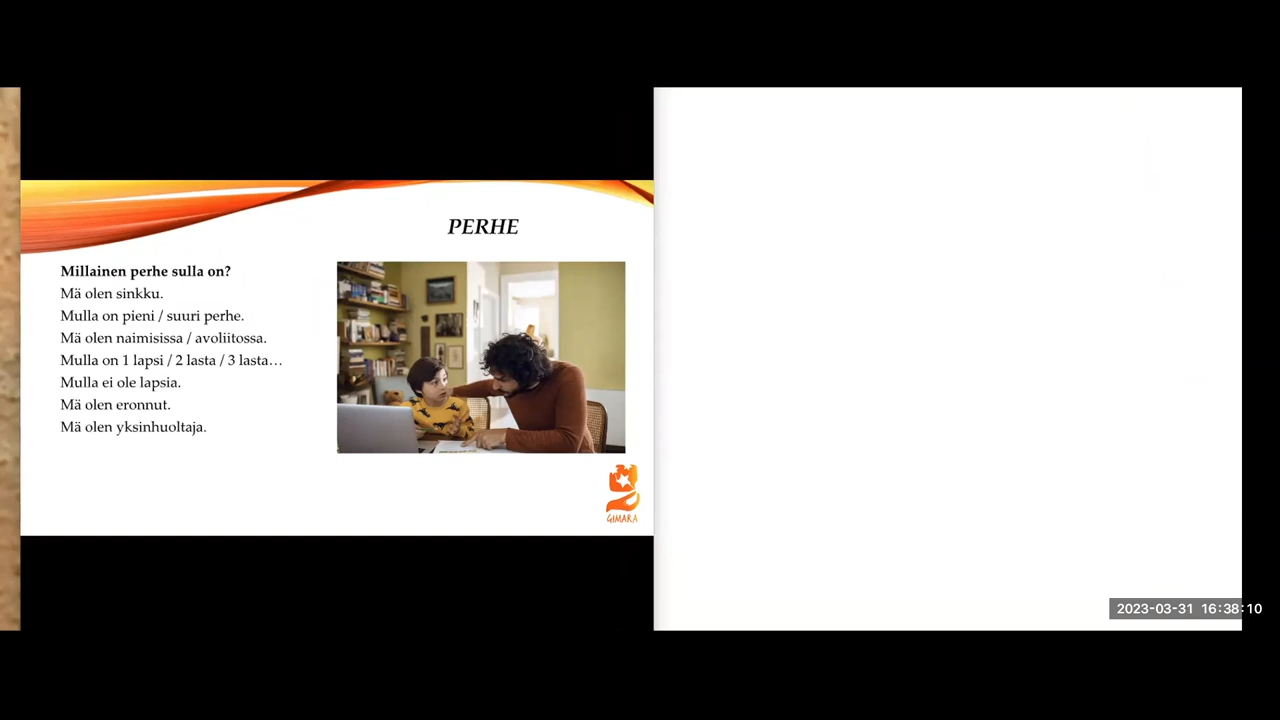 PERHE
Millainen perhe sulla on?
Mä olen sinkku.
Mulla on pieni / suuri perhe.
Mä olen naimisissa / avoliitossa.
Mulla on 1 lapsi / 2 lasta / 3 lasta…
Mulla ei ole lapsia.
Mä olen eronnut.
Mä olen yksinhuoltaja.
GIMARA
2023-03-31 16:38:10